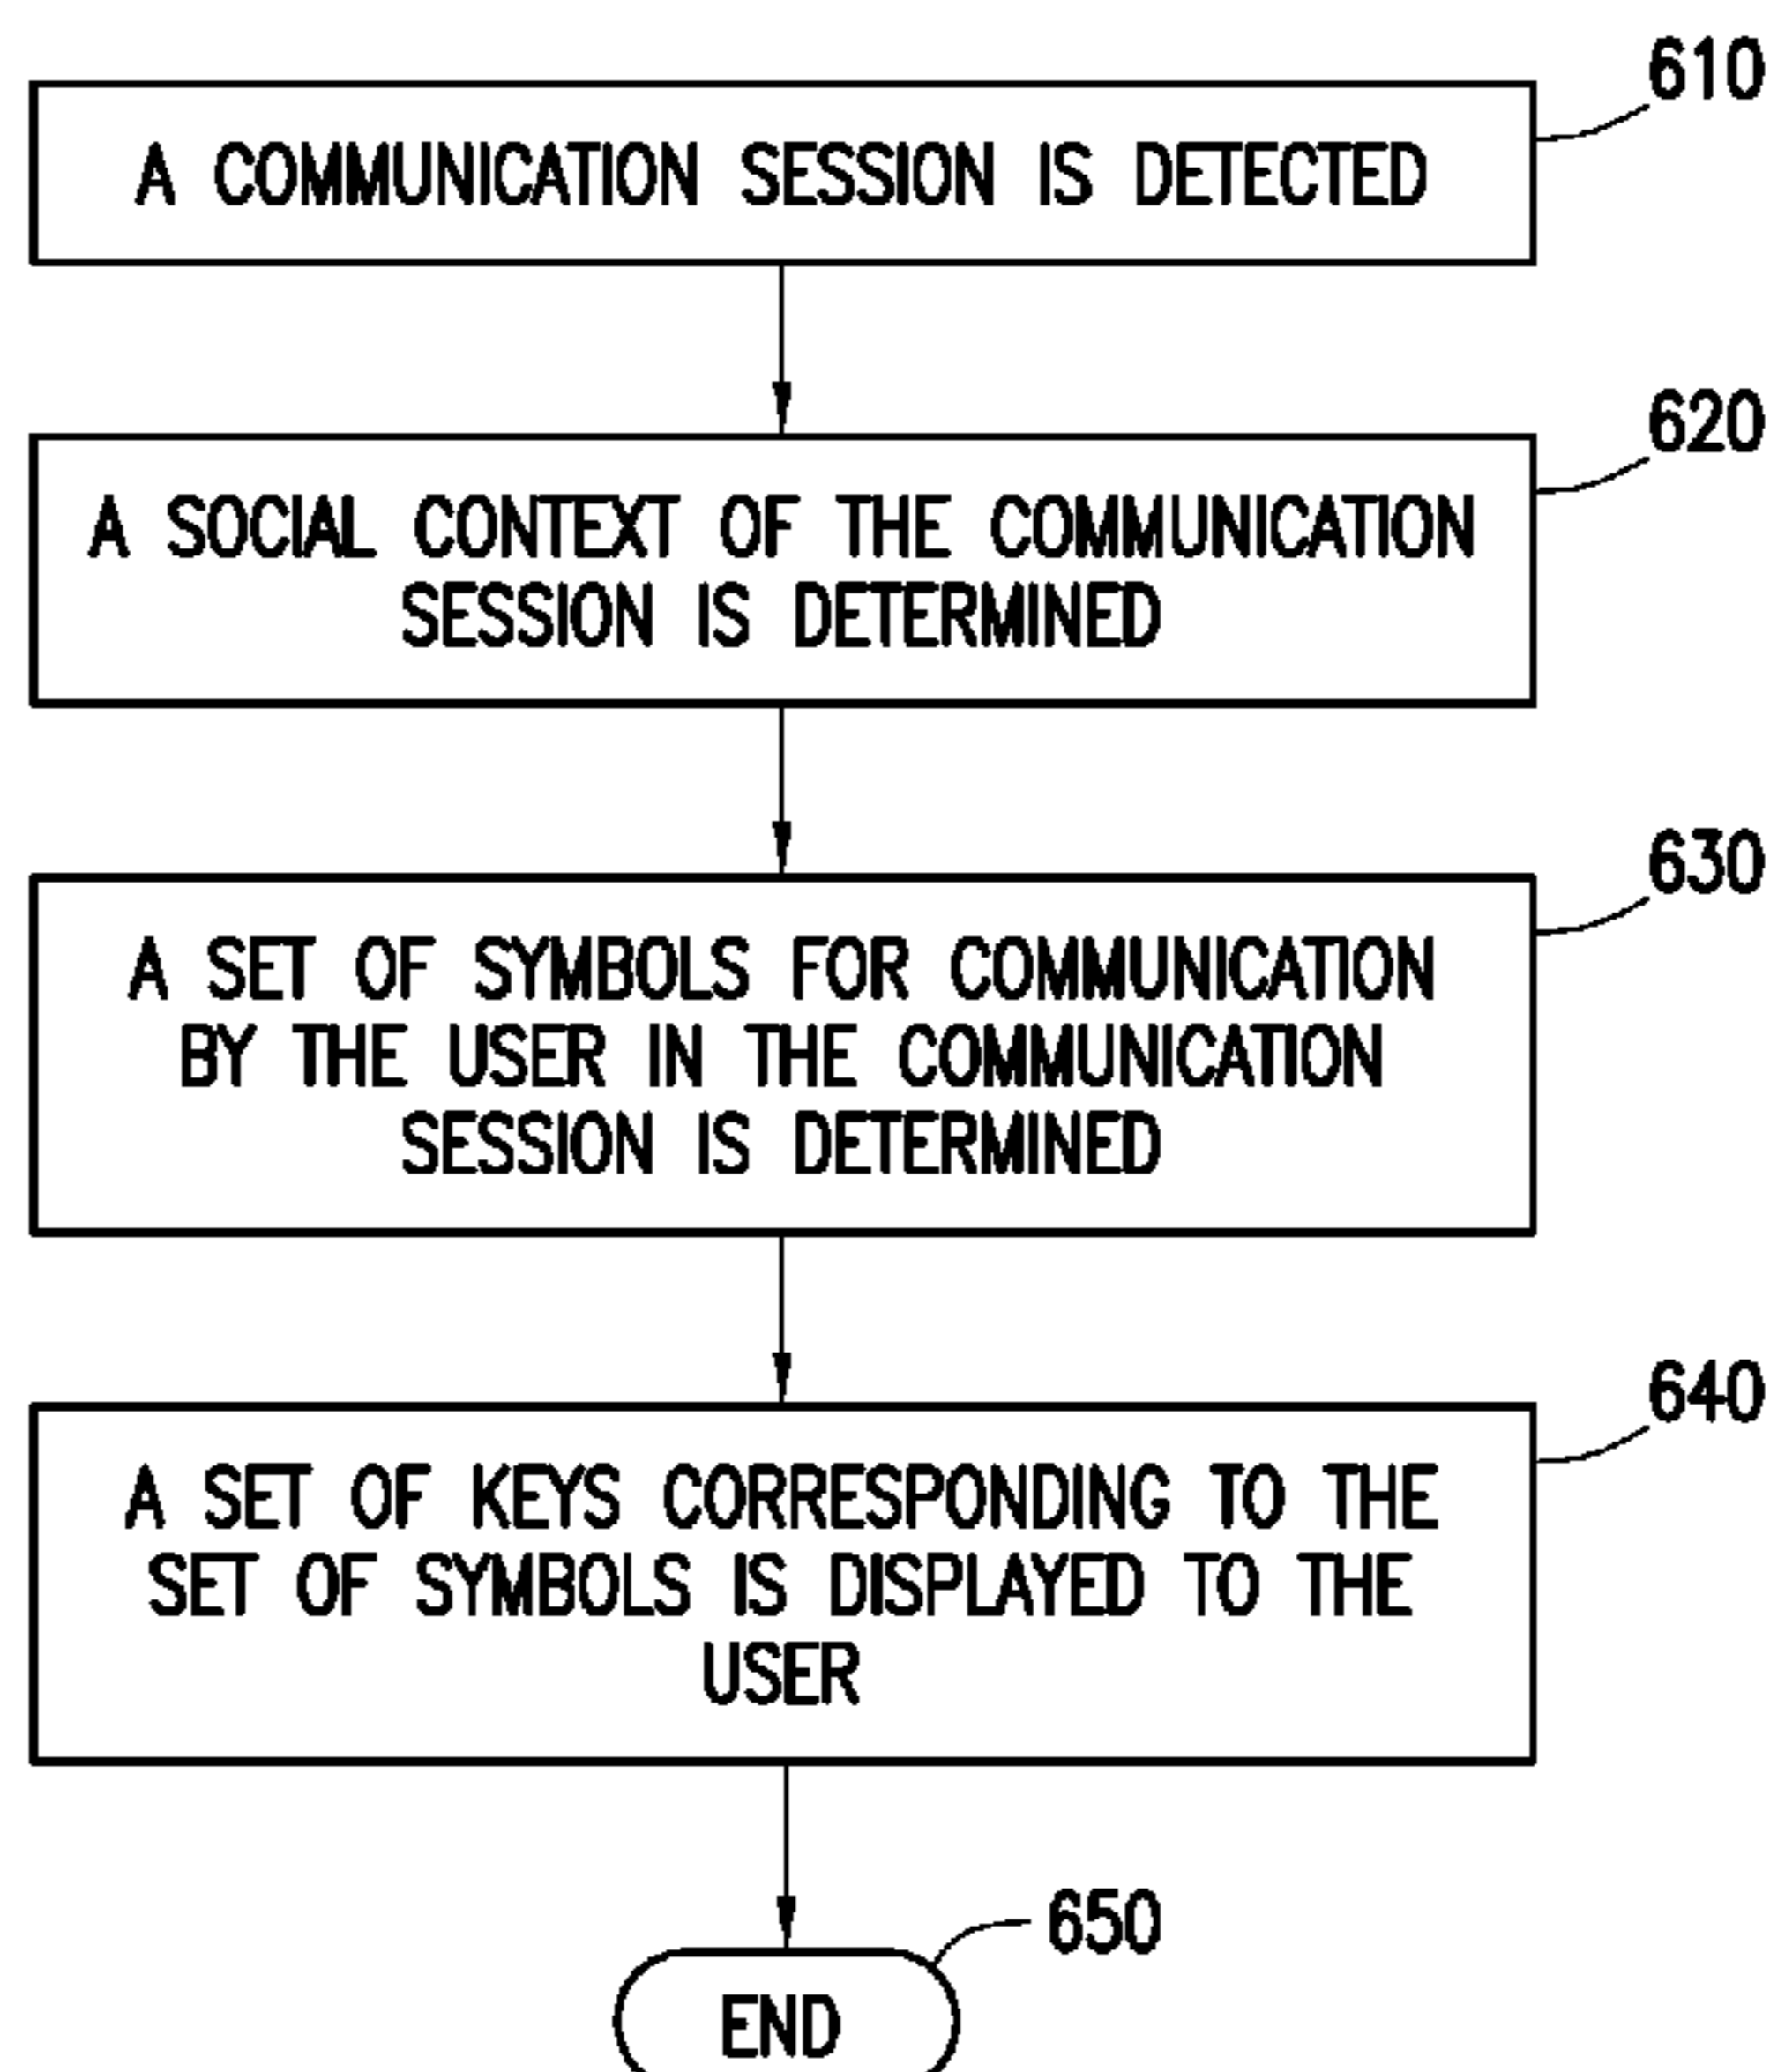 610
A COMMUNICATION SESSION IS DETECTED
620
A SOCIAL CONTEXT OF THE COMMUNICATION
SESSION IS DETERMINED
630
A SET OF SYMBOLS FOR COMMUNICATION
BY THE USER IN THE COMMUNICATION
SESSION IS DETERMINED
640
A SET OF KEYS CORRESPONDING TO THE
SET OF SYMBOLS IS DISPLAYED TO THE
USER
650
END